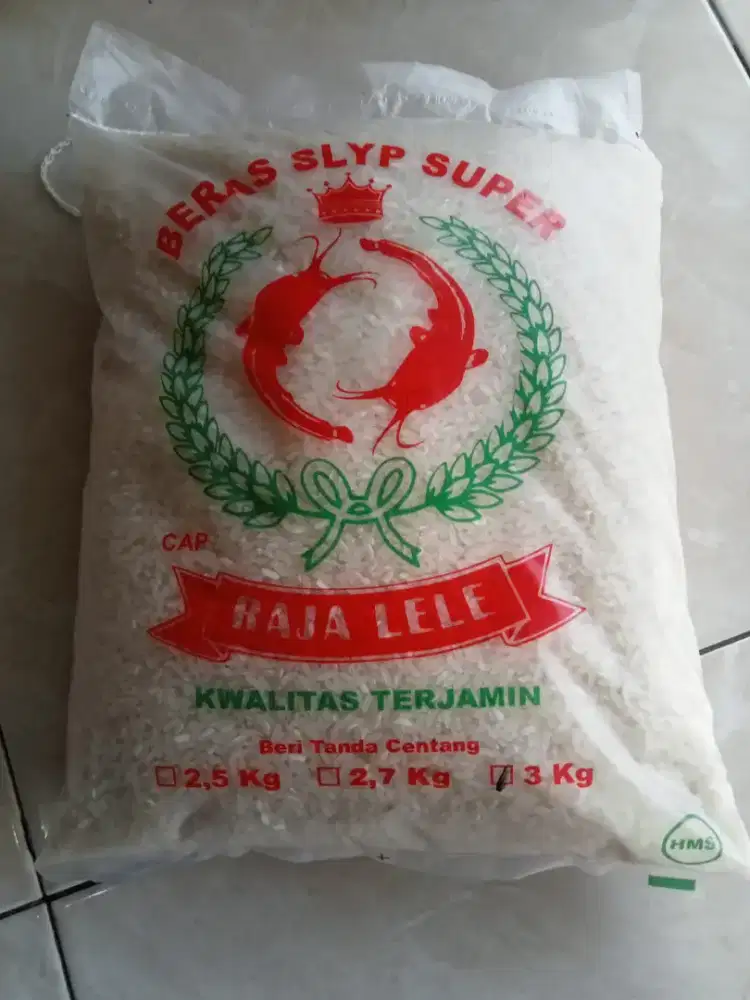 BERAS SLYP SUPER
CAP
RAJA LELE
KWALITAS TERJAMIN
Beri Tanda Centang
2,5 Kg 2,7 Kg 3 Kg
HMS